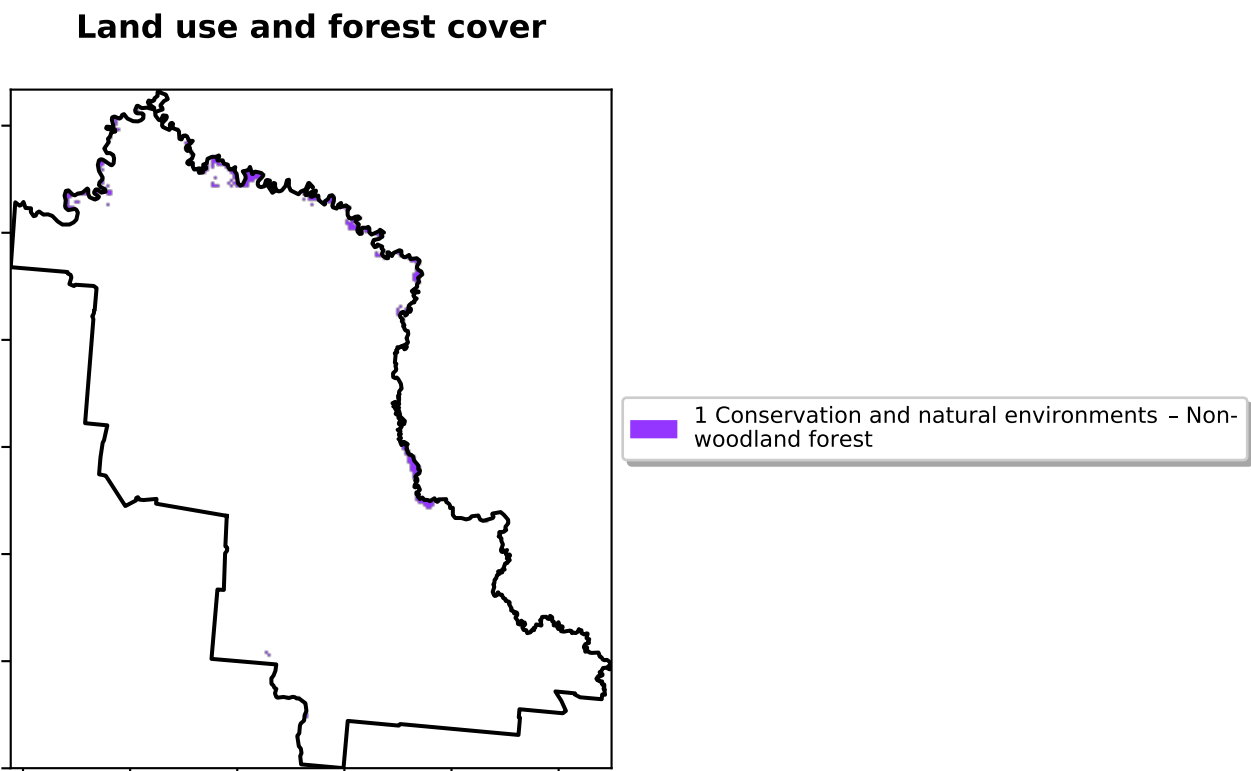 Land use and forest cover
1 Conservation and natural environments – Non-
woodland forest